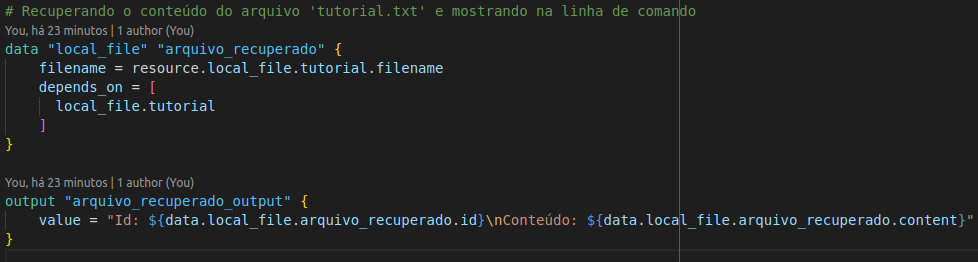 # Recuperando o conteúdo do arquivo 'tutorial.txt' e mostrando na linha de comando
You, há 23 minutos | 1 author (You)
data "local_file" "arquivo_recuperado" {
    filename = resource.local_file.tutorial.filename
    depends_on = [
      local_file.tutorial
    ]
}
You, há 23 minutos | 1 author (You)
output "arquivo_recuperado_output" {
    value = "Id: ${data.local_file.arquivo_recuperado.id}\nConteúdo: ${data.local_file.arquivo_recuperado.content}"
}